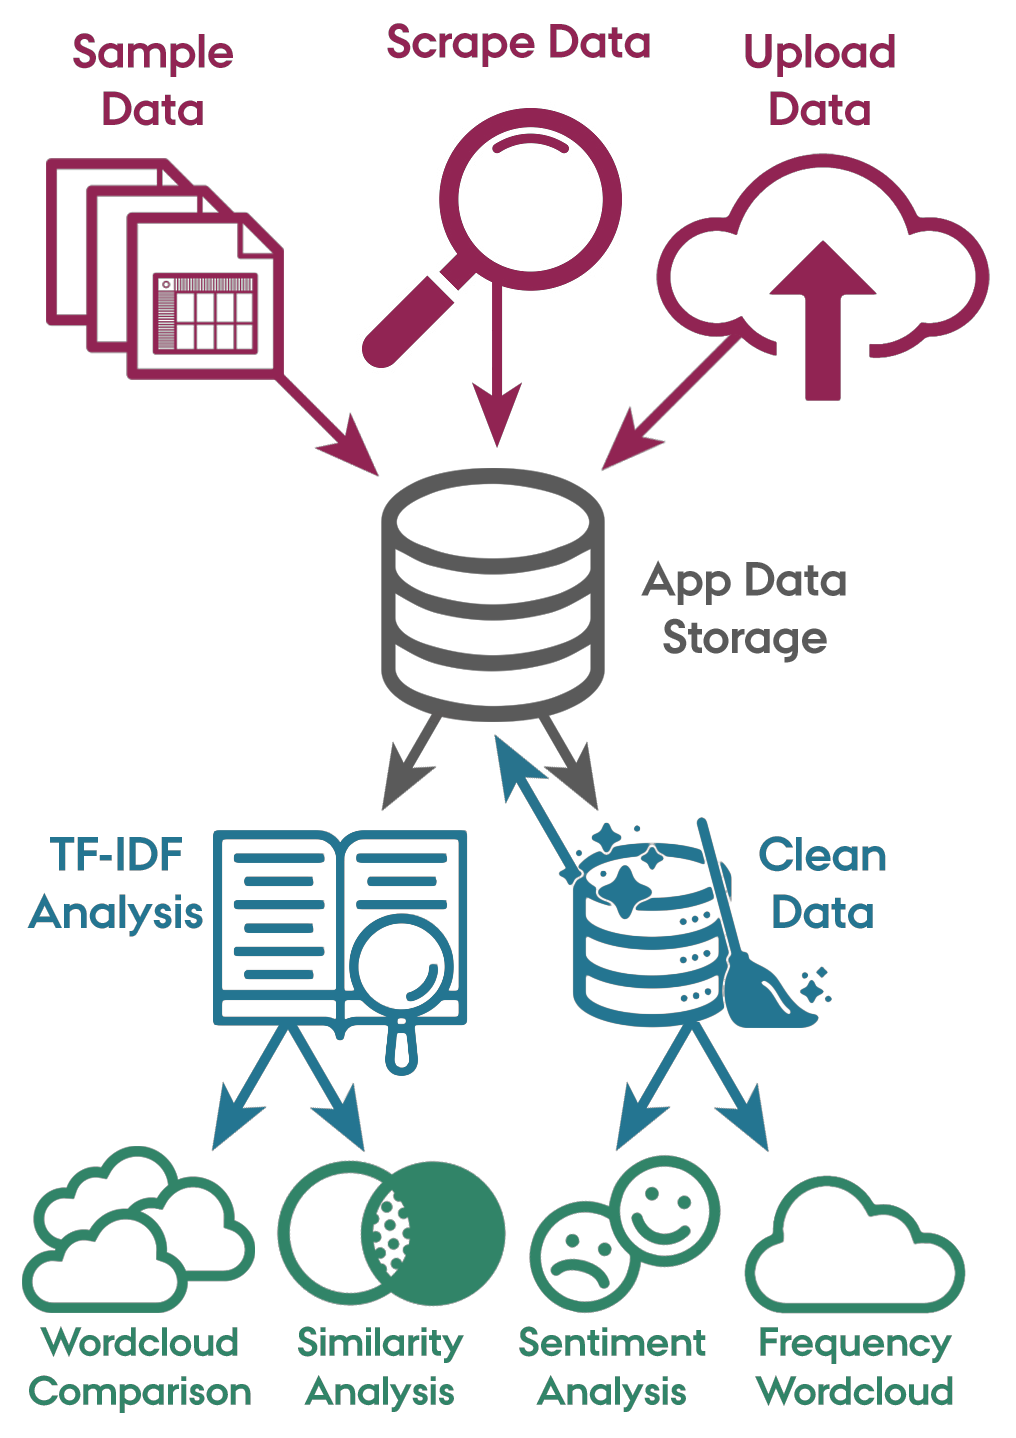 Sample
Data
Scrape Data
Upload
Data
App Data
Storage
TF-IDF
Analysis
Clean
Data
Wordcloud
Comparison
Similarity
Analysis
Sentiment
Analysis
Frequency
Wordcloud